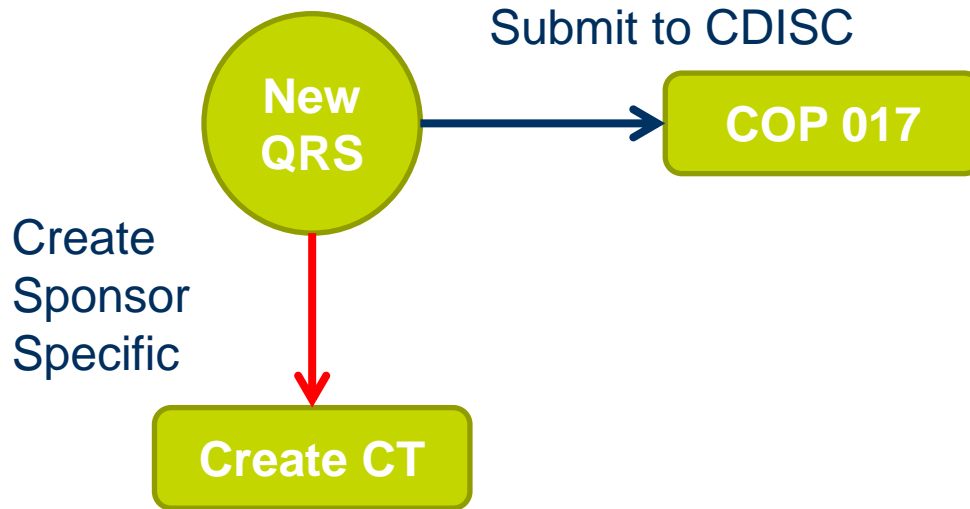 Submit to CDISC
New
QRS
COP 017
Create
Sponsor
Specific
Create CT